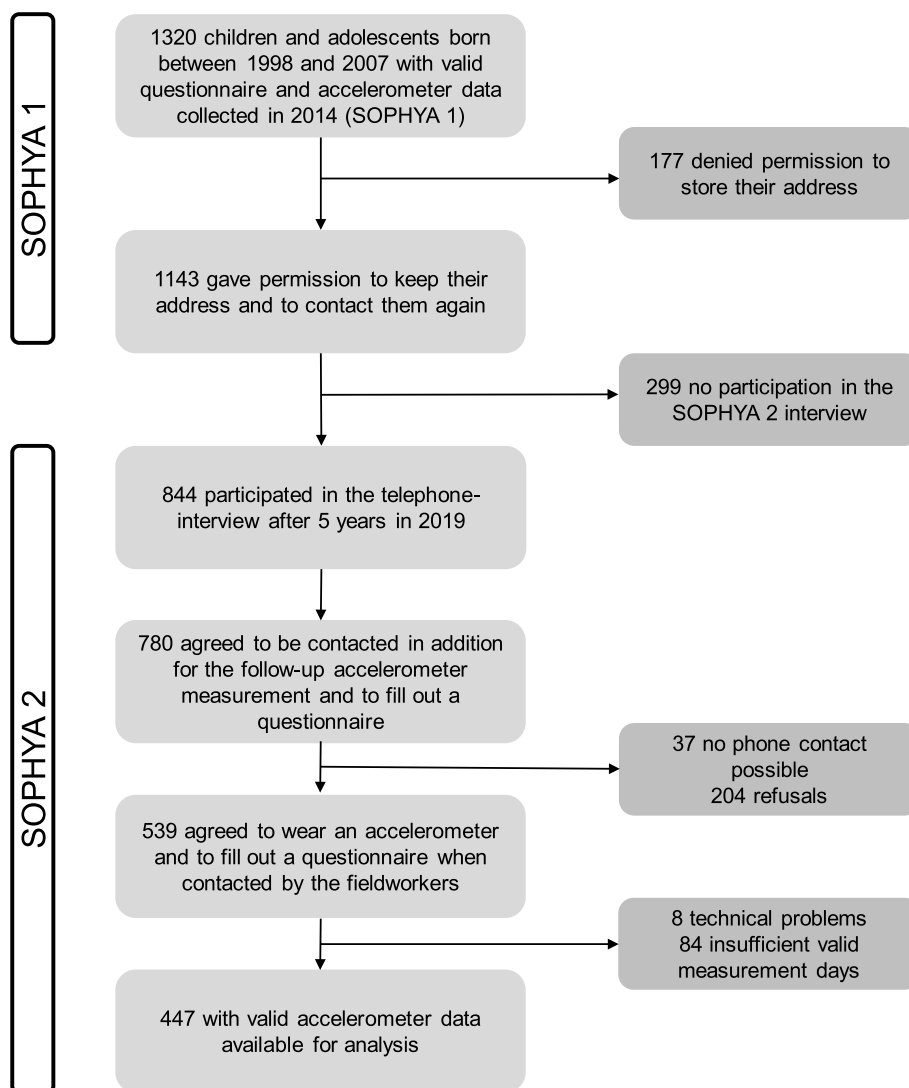 SOPHYA 1
1320 children and adolescents born
between 1998 and 2007 with valid
questionnaire and accelerometer data
collected in 2014 (SOPHYA 1)
177 denied permission to
store their address
1143 gave permission to keep their
address and to contact them again
299 no participation in the
SOPHYA 2 interview
SOPHYA 2
844 participated in the telephone-
interview after 5 years in 2019
780 agreed to be contacted in addition
for the follow-up accelerometer
measurement and to fill out a
questionnaire
37 no phone contact
possible
204 refusals
539 agreed to wear an accelerometer
and to fill out a questionnaire when
contacted by the fieldworkers
8 technical problems
84 insufficient valid
measurement days
447 with valid accelerometer data
available for analysis